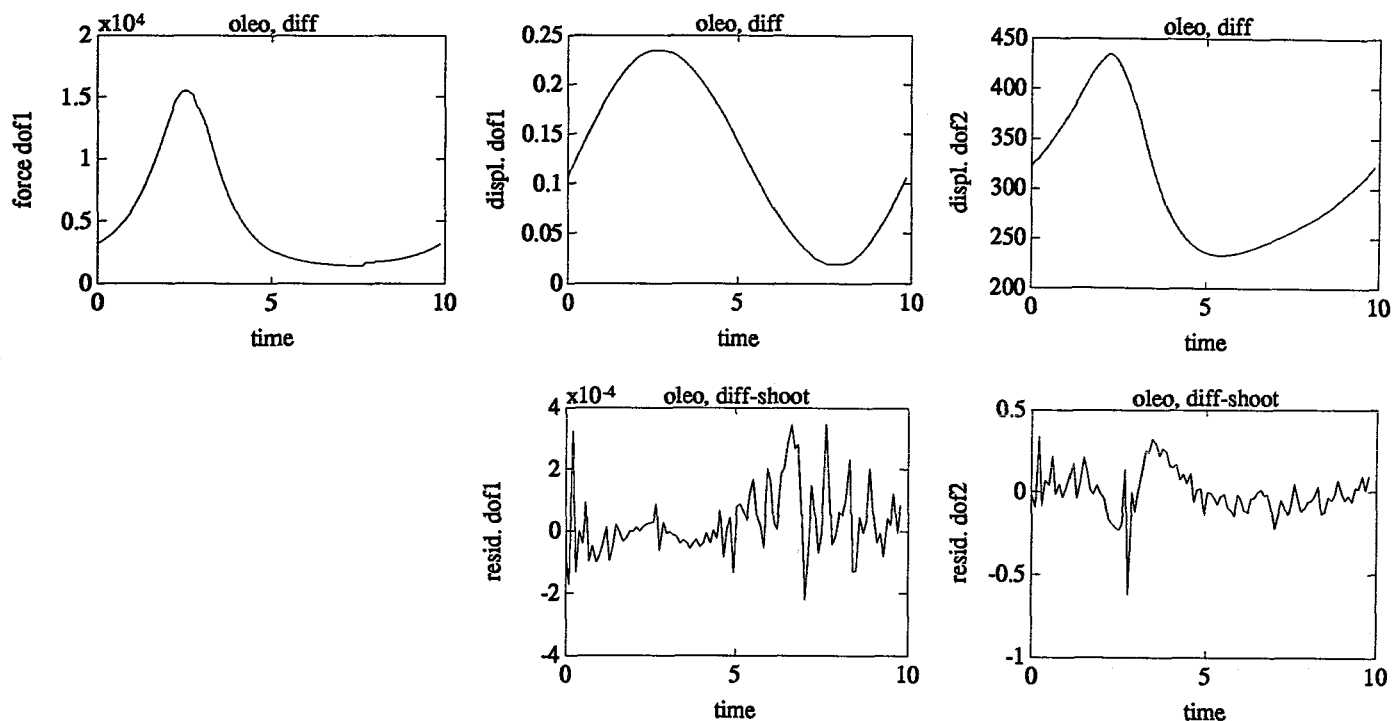 x10^4
oleo, diff
2
1.5
1
0.5
0
0
5
10
force dof1
time
oleo, diff
0.25
0.2
0.15
0.1
0.05
0
0
5
10
displ. dof1
time
oleo, diff
450
400
350
300
250
200
0
5
10
displ. dof2
time
x10^-4
oleo, diff-shoot
4
2
0
-2
-4
0
5
10
resid. dof1
time
oleo, diff-shoot
0.5
0
-0.5
-1
0
5
10
resid. dof2
time